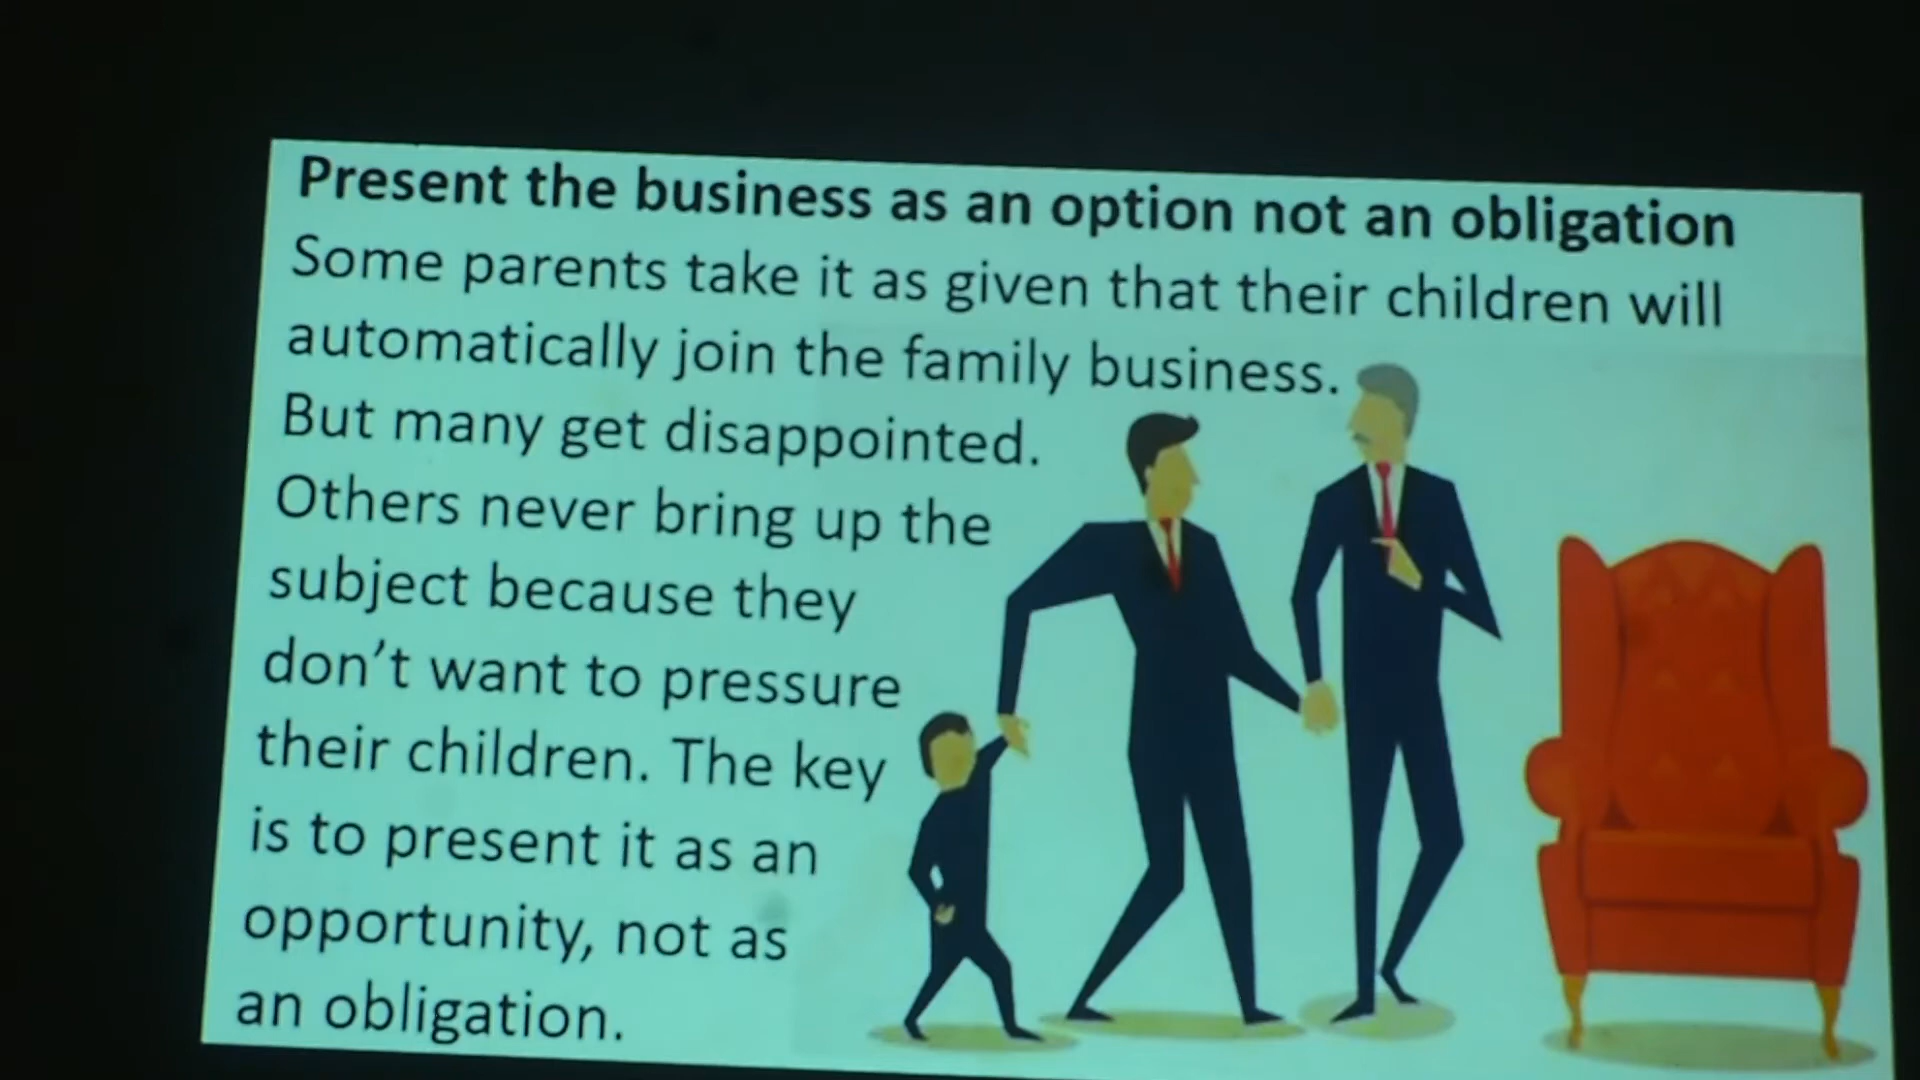 Present the business as an option not an obligation
Some parents take it as given that their children will
automatically join the family business.
But many get disappointed.
Others never bring up the
subject because they
don’t want to pressure
their children. The key
is to present it as an
opportunity, not as
an obligation.